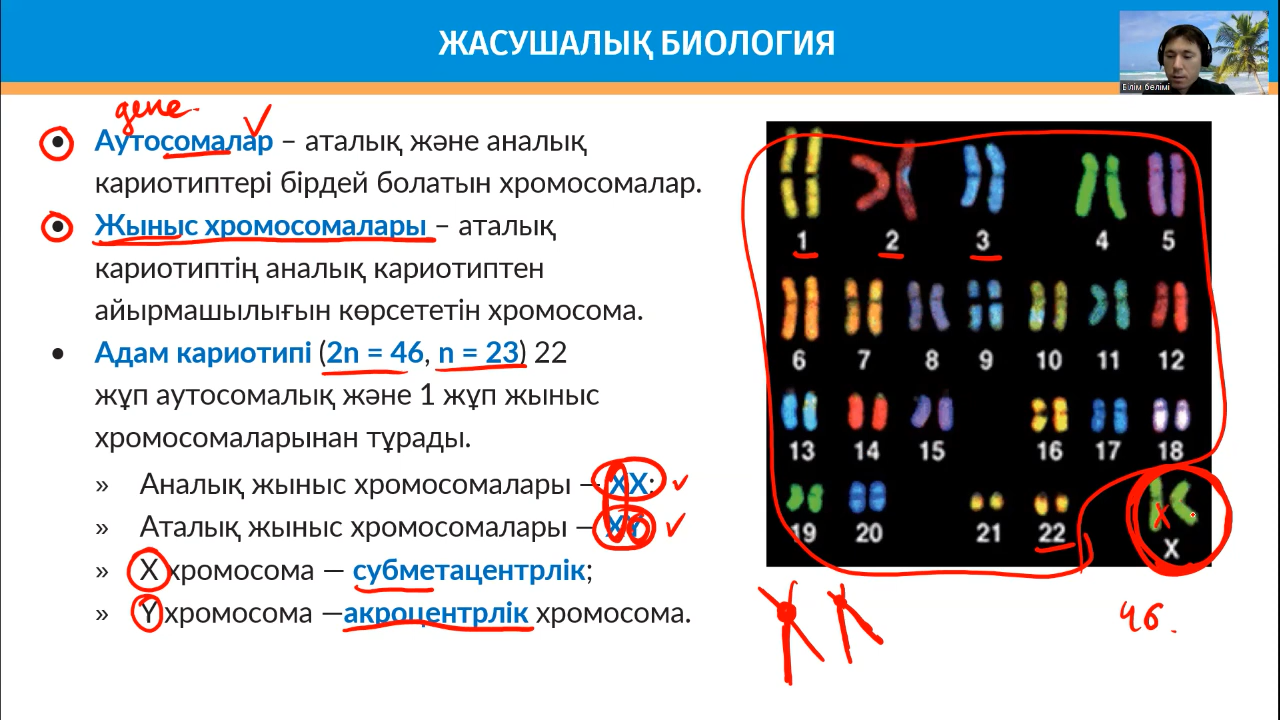 ЖАСУШАЛЫҚ БИОЛОГИЯ
Білім бөлімі
дене.
• Аутосомалар – аталық және аналық
кариотиптері бірдей болатын хромосомалар.
• Жыныс хромосомалары – аталық
кариотиптің аналық кариотиптен
айырмашылығын көрсететін хромосома.
• Адам кариотипі (2n = 46, n = 23) 22
жұп аутосомалық және 1 жұп жыныс
хромосомаларынан тұрады.
» Аналық жыныс хромосомалары — XX;
» Аталық жыныс хромосомалары — XY
» X хромосома — субметацентрлік;
» Y хромосома —акроцентрлік хромосома.
1 2 3 4 5
6 7 8 9 10 11 12
13 14 15 16 17 18
19 20 21 22 X
X
46.